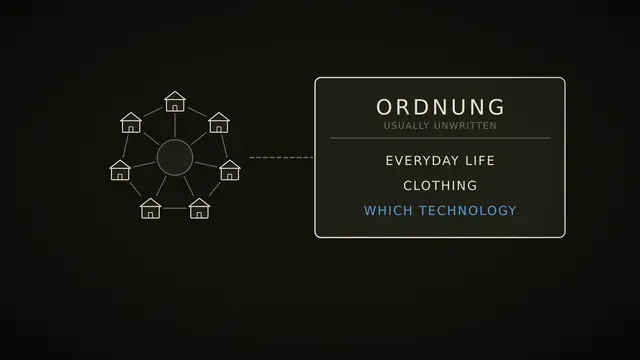 ORDNUNG
USUALLY UNWRITTEN
EVERYDAY LIFE
CLOTHING
WHICH TECHNOLOGY